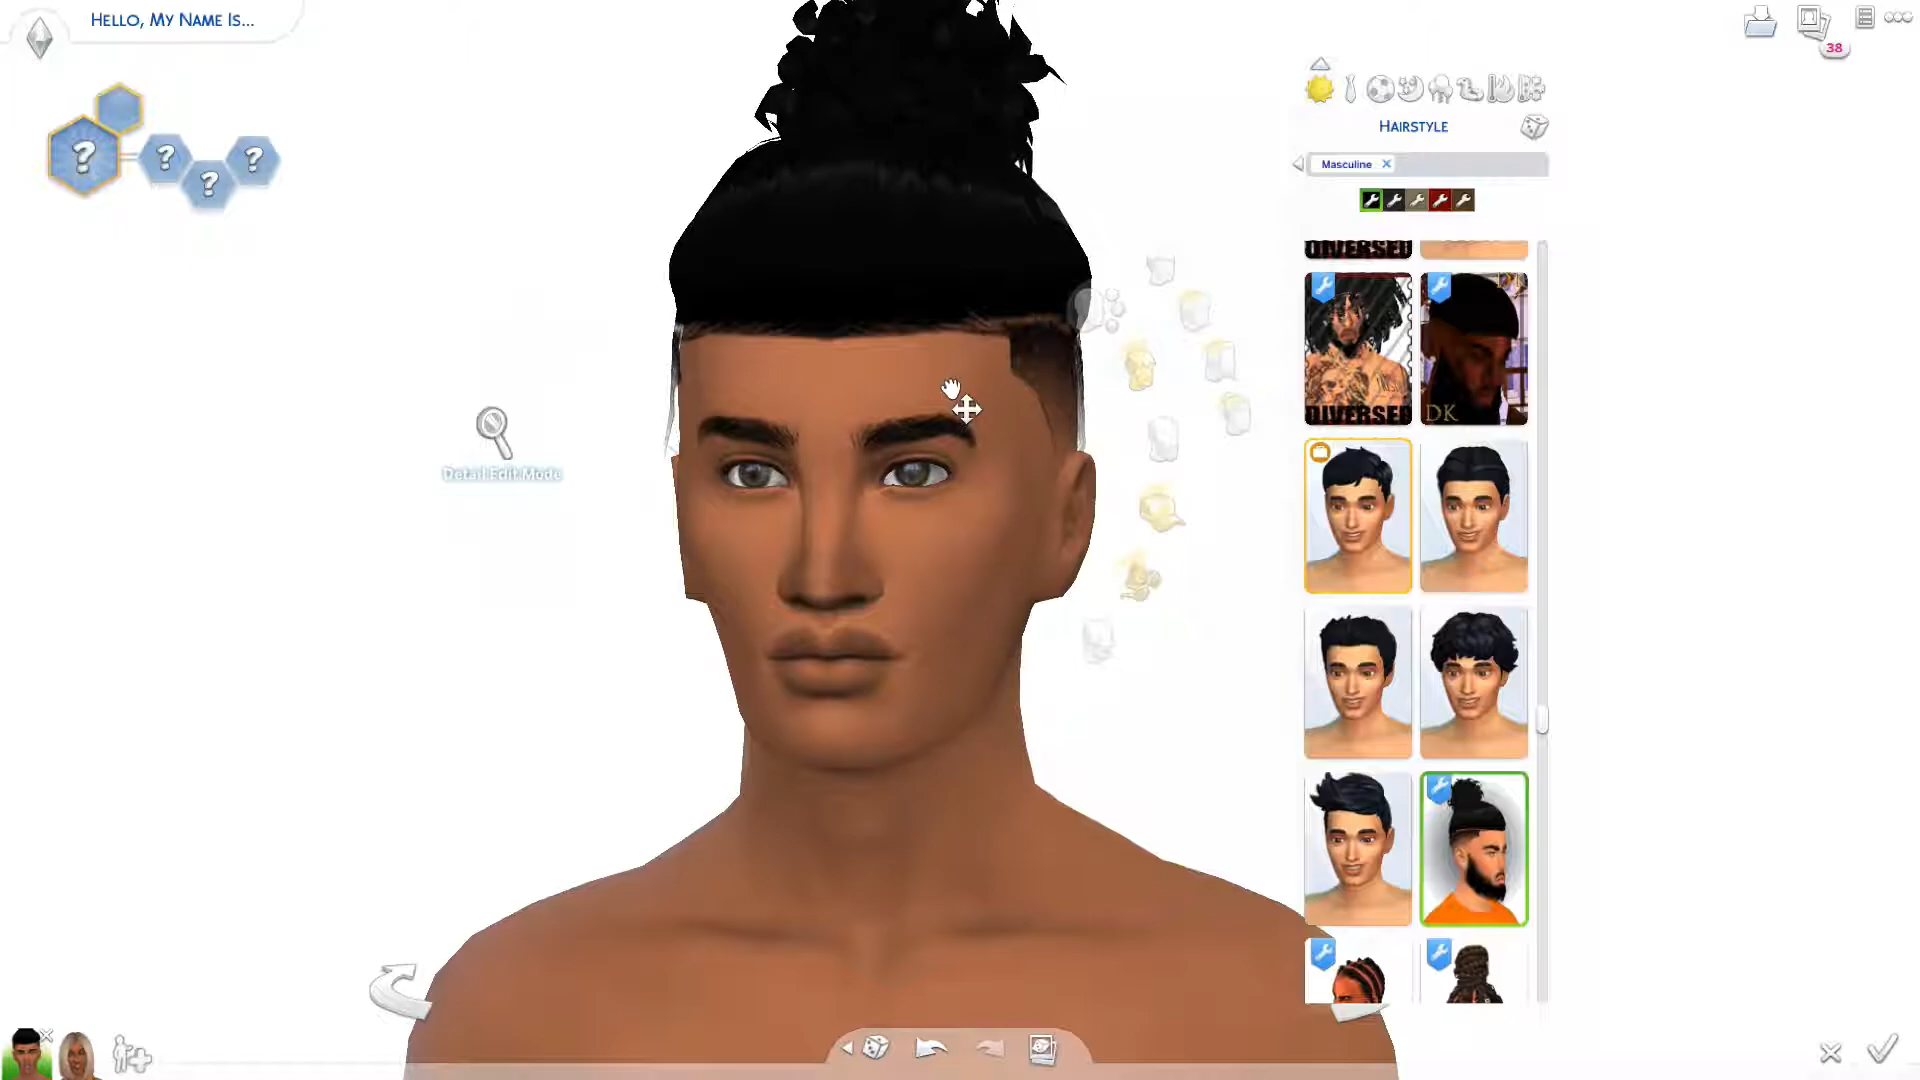 Hello, My Name Is...
38
Hairstyle
Masculine
DIVERSED
DIVERSED
DK
Detail Edit Mode
?
?
?
?